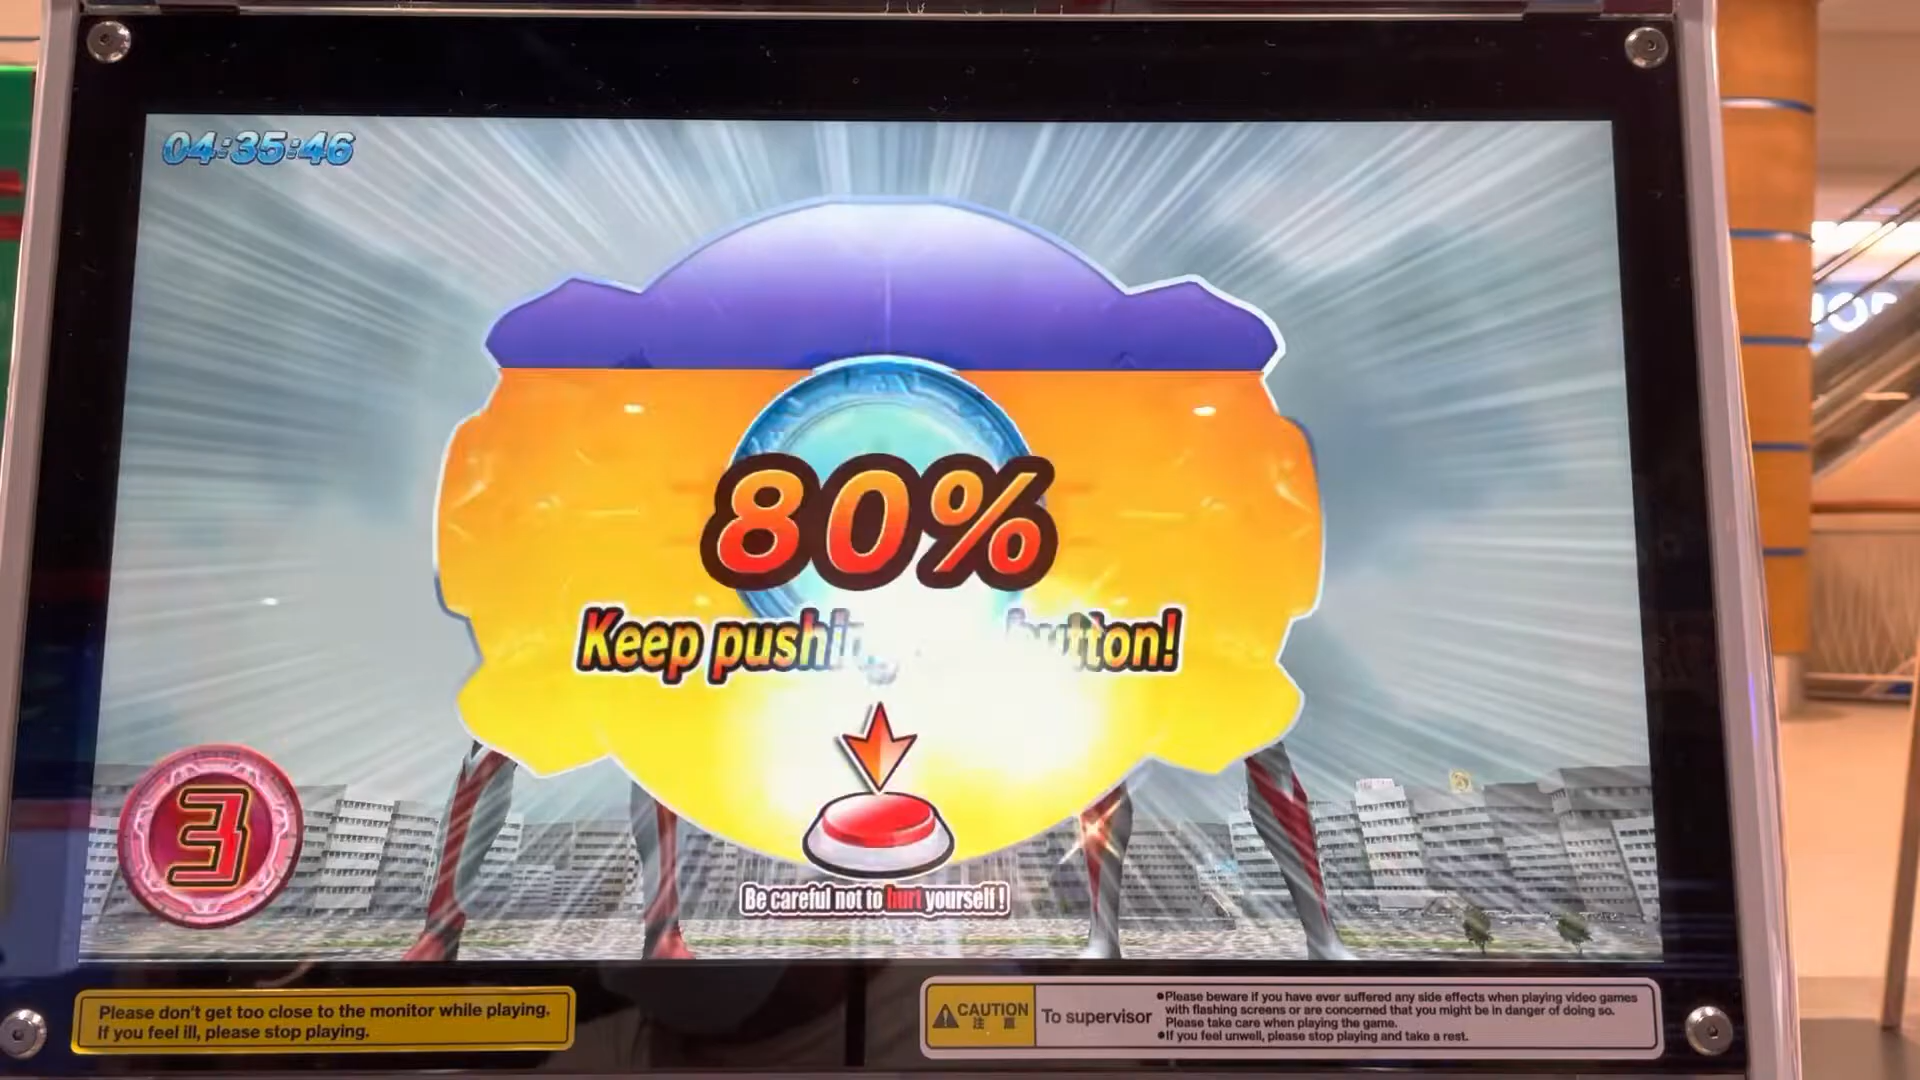 04:35:46
80%
Keep pushing button!
3
Be careful not to hurt yourself!
Please don't get too close to the monitor while playing.
If you feel ill, please stop playing.
CAUTION
注 意
To supervisor
•Please beware if you have ever suffered any side effects when playing video games
with flashing screens or are concerned that you might be in danger of doing so.
Please take care when playing the game.
•If you feel unwell, please stop playing and take a rest.